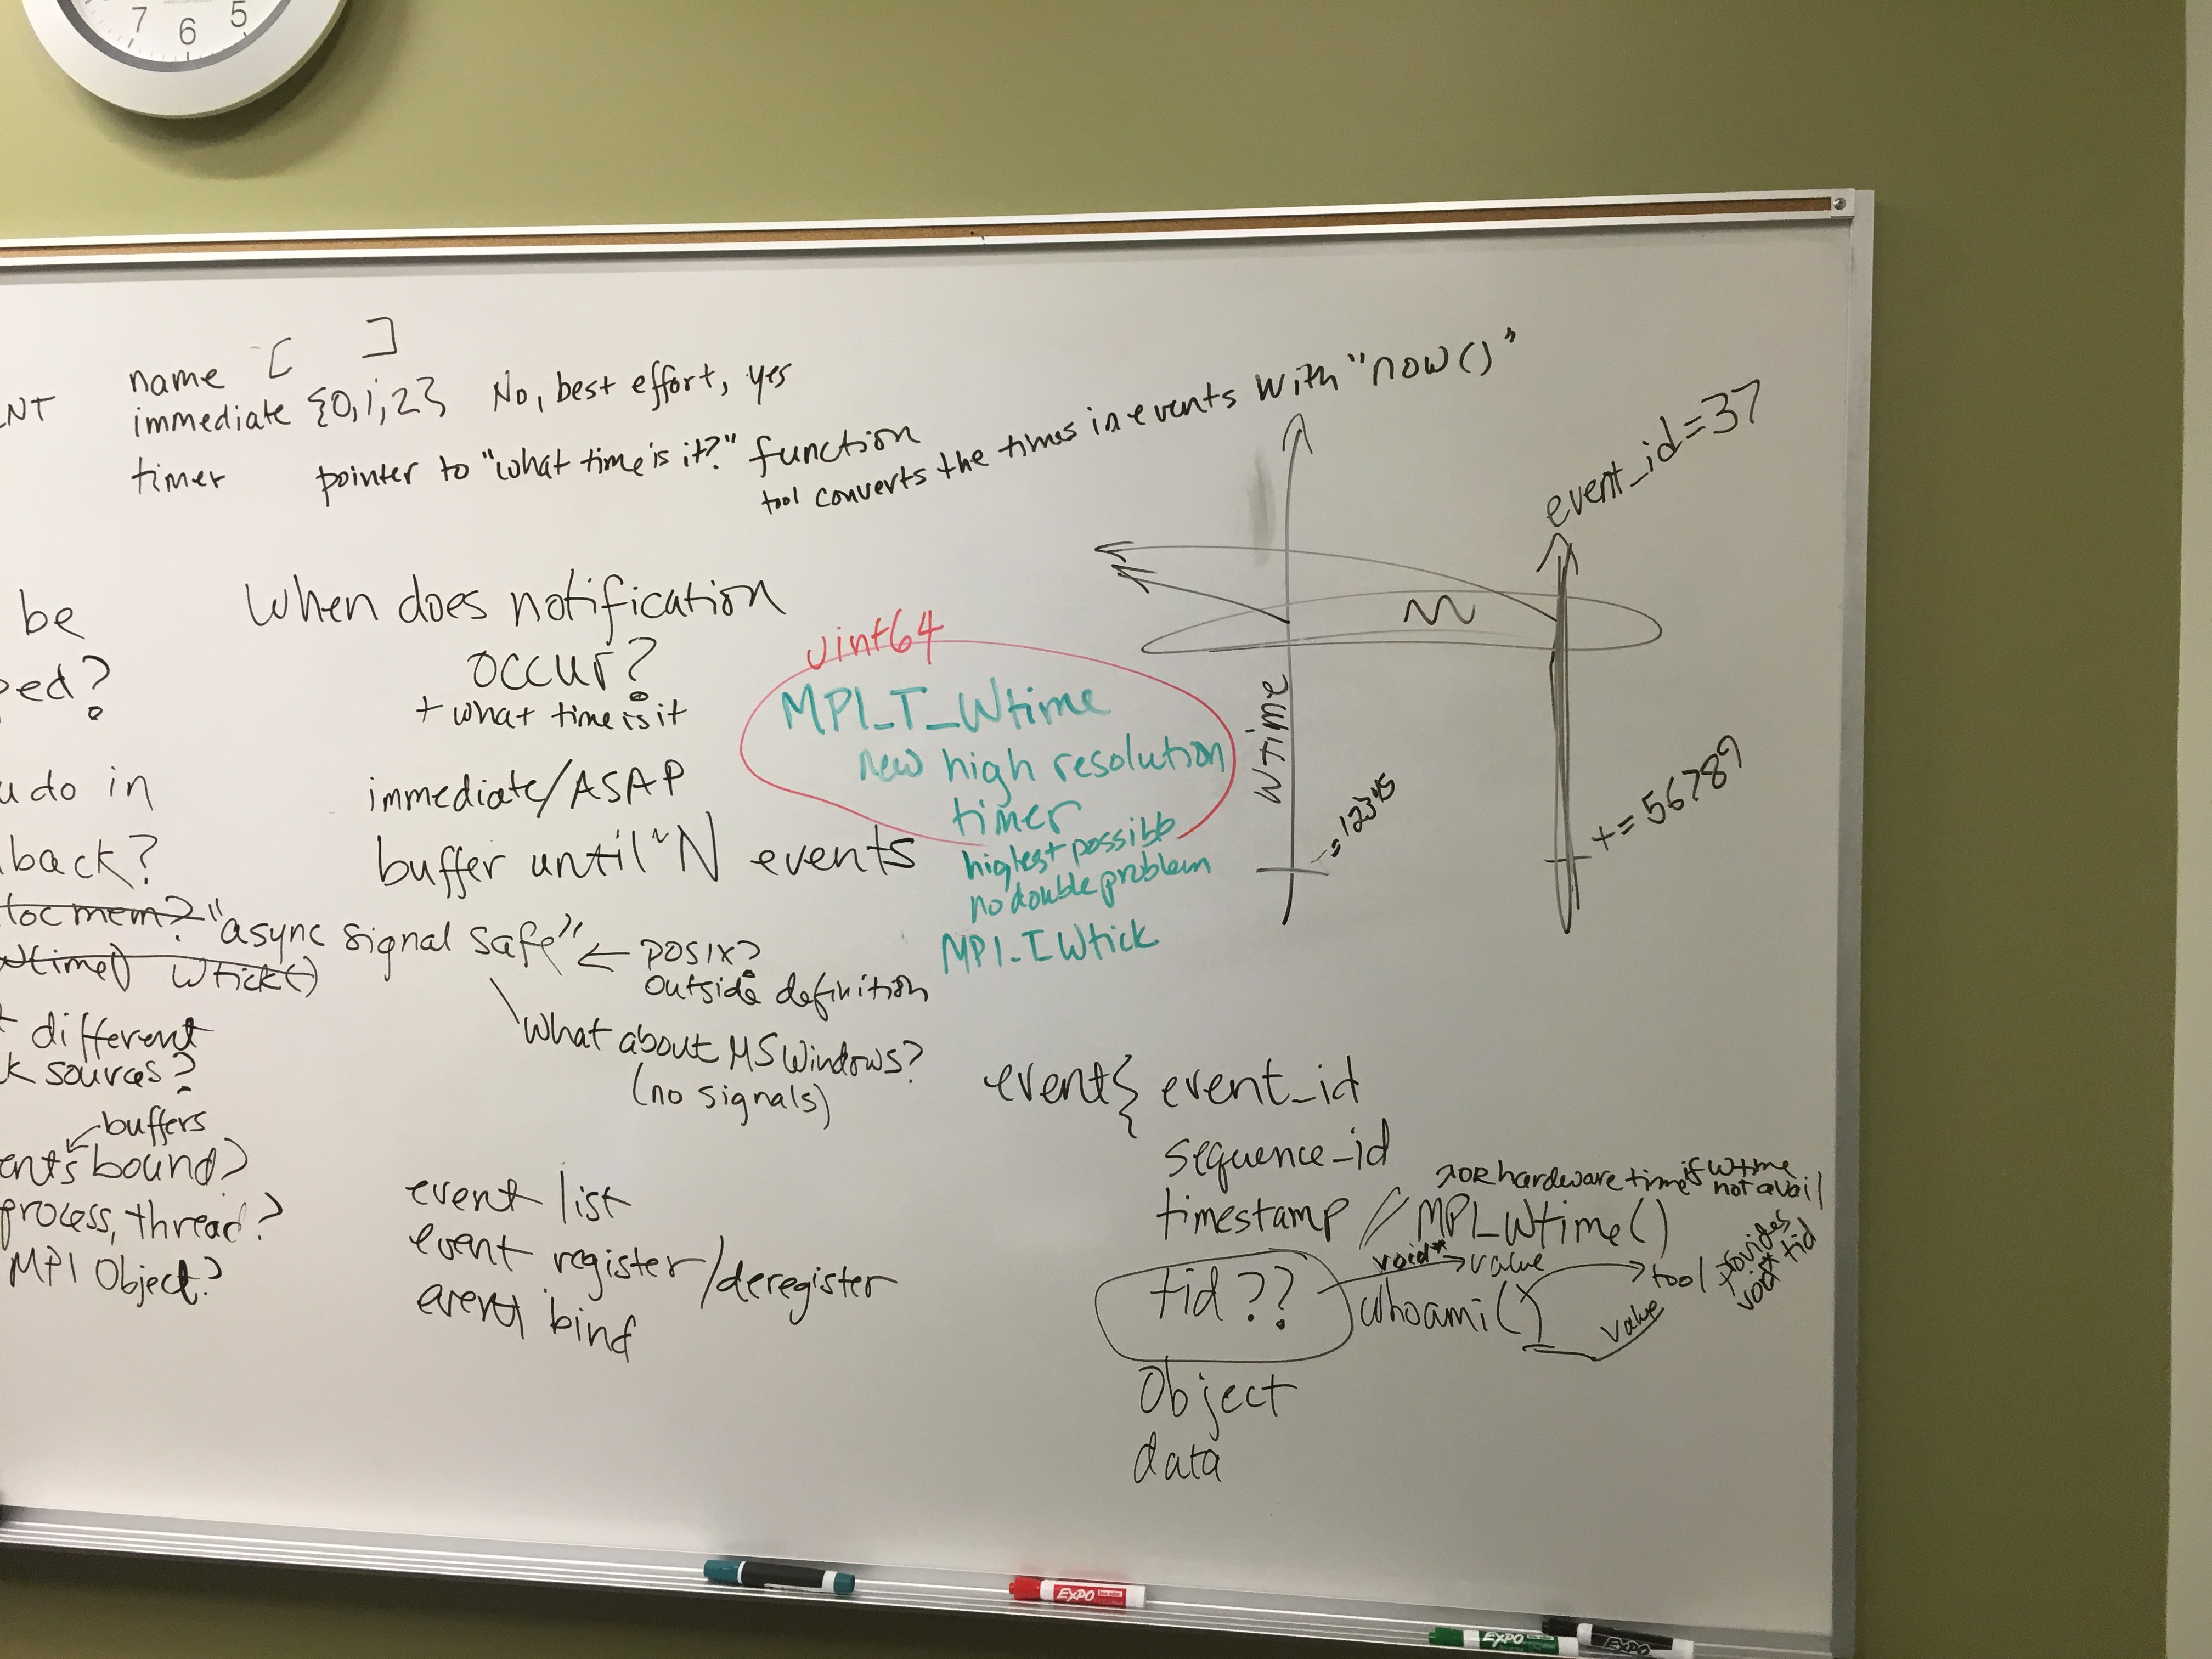 7 6 5
name [ ]
immediate {0,1,2} No, best effort, yes
timer pointer to "what time is it?" function
tool converts the times in events with "now()"
event_id=37
be
When does notification
occur?
+ what time is it
ed?
immediate/ASAP
buffer until ~N events
uint64
MPI_T_Wtime
new high resolution
timer
highest possible
no double problem
MPI_T Wtick
Wtime
=12345
+=56789
do in
back?
loc mem? "async signal safe" ← POSIX?
outside definition
wtime() wtick()
What about MS Windows?
(no signals)
different
sources?
buffers
bound?
process, thread?
MPI Object?
event list
event register/deregister
event bind
event{ event_id
sequence_id
timestamp // MPI_Wtime()
OR hardware time if wtime
not avail
tid?? void* → value
whoami() → tool provides
void* tid
value
Object
data
EXPO
EXPO
EXPO